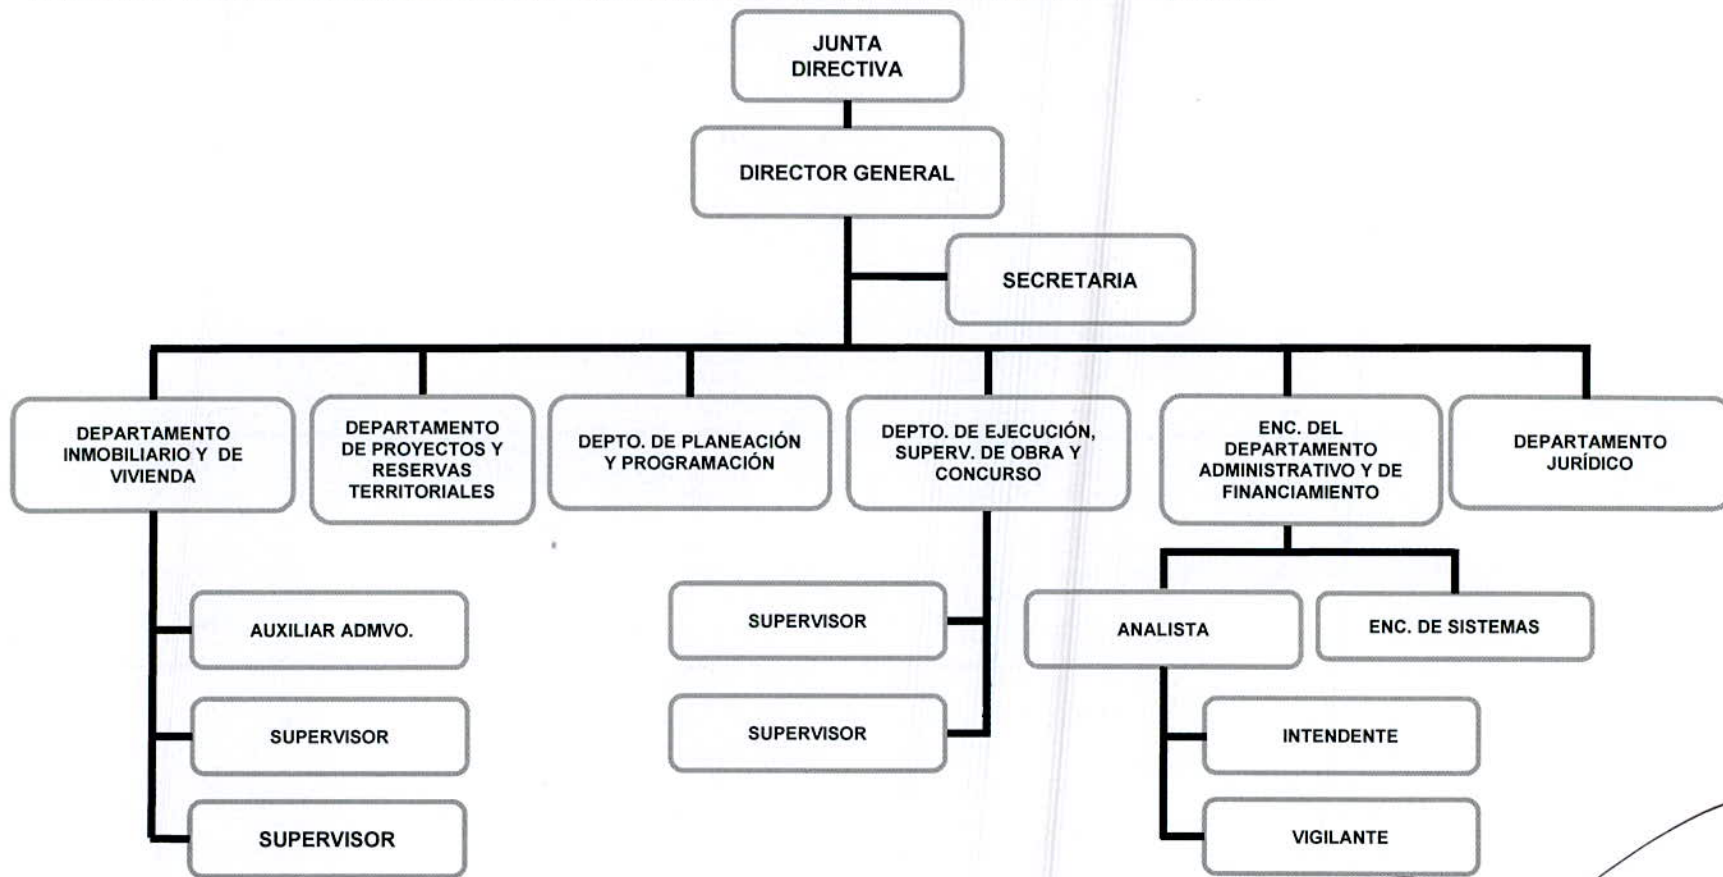 JUNTA
DIRECTIVA
DIRECTOR GENERAL
SECRETARIA
DEPARTAMENTO
INMOBILIARIO Y DE
VIVIENDA
DEPARTAMENTO
DE PROYECTOS Y
RESERVAS
TERRITORIALES
DEPTO. DE PLANEACIÓN
Y PROGRAMACIÓN
DEPTO. DE EJECUCIÓN,
SUPERV. DE OBRA Y
CONCURSO
ENC. DEL
DEPARTAMENTO
ADMINISTRATIVO Y DE
FINANCIAMIENTO
DEPARTAMENTO
JURÍDICO
AUXILIAR ADMVO.
SUPERVISOR
SUPERVISOR
SUPERVISOR
SUPERVISOR
ANALISTA
ENC. DE SISTEMAS
INTENDENTE
VIGILANTE